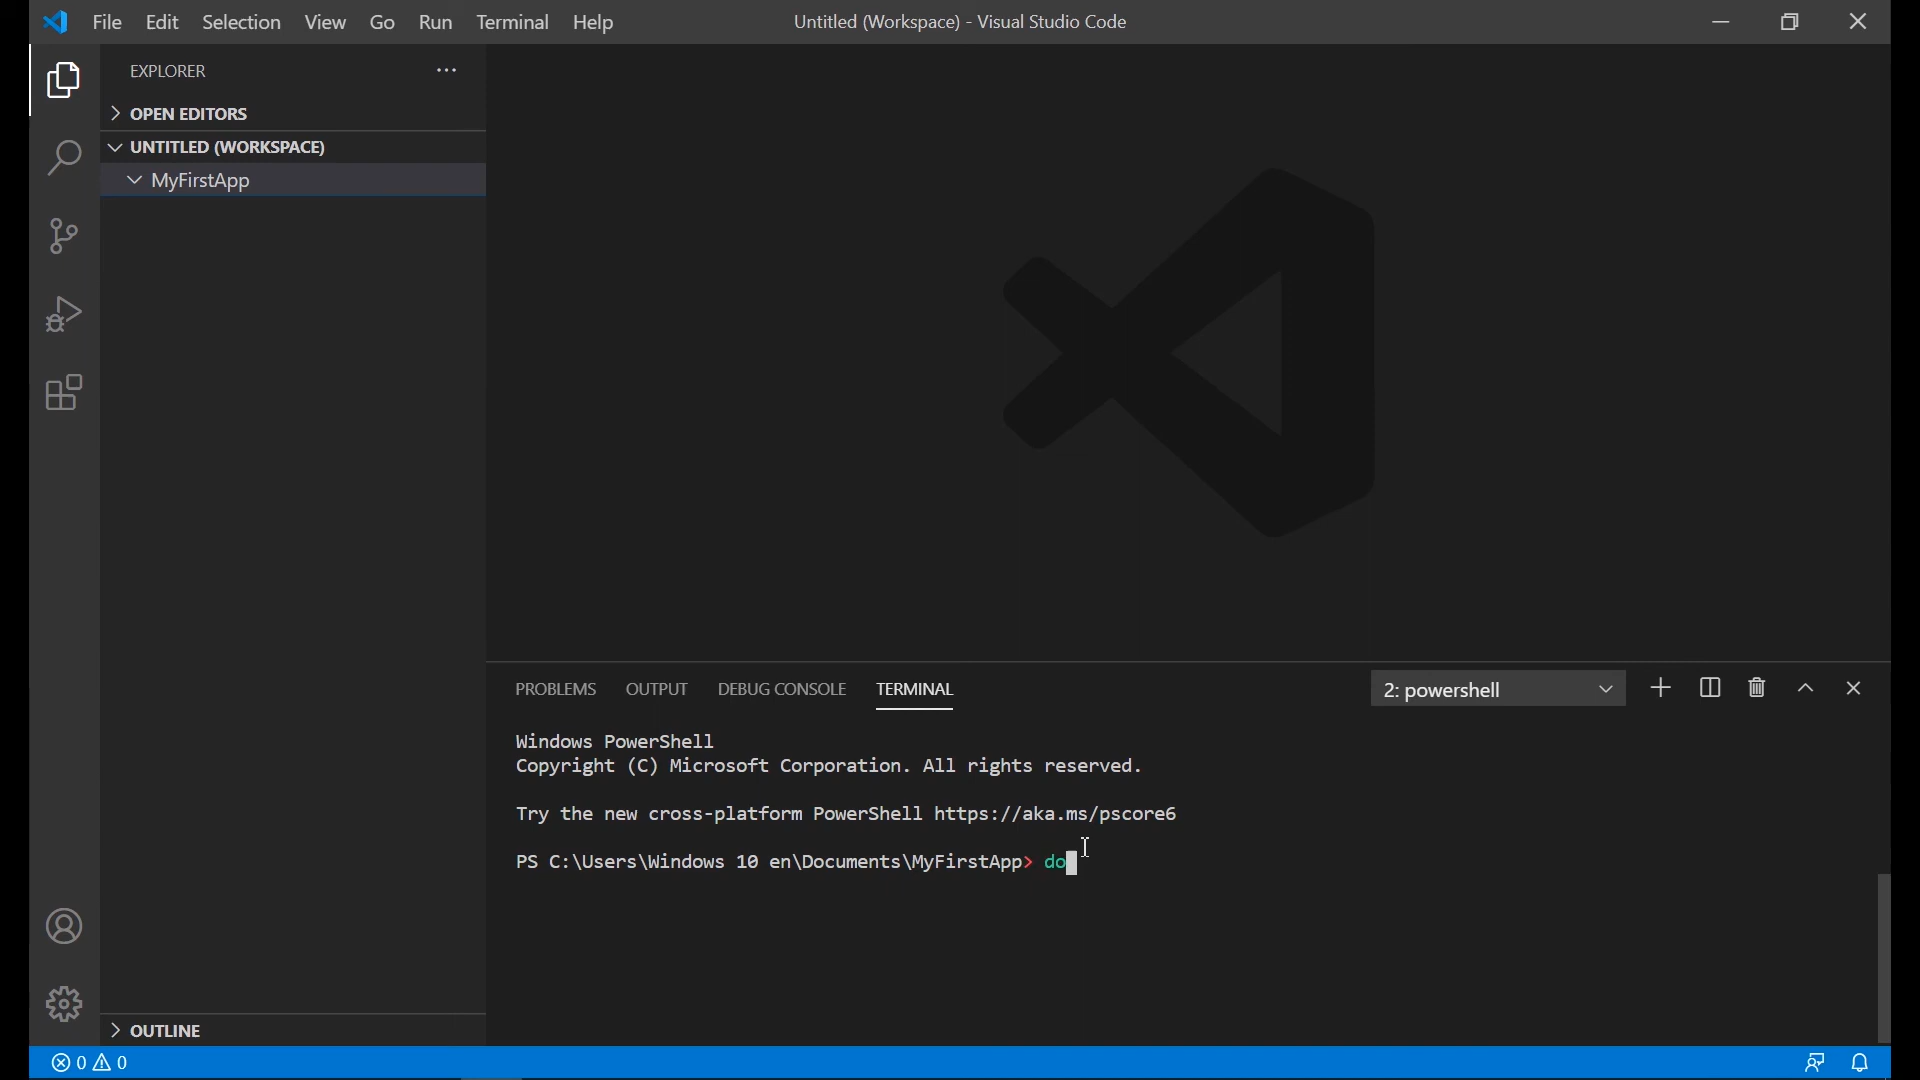 File Edit Selection View Go Run Terminal Help
Untitled (Workspace) - Visual Studio Code
EXPLORER
OPEN EDITORS
UNTITLED (WORKSPACE)
MyFirstApp
PROBLEMS OUTPUT DEBUG CONSOLE TERMINAL
2: powershell
Windows PowerShell
Copyright (C) Microsoft Corporation. All rights reserved.
Try the new cross-platform PowerShell https://aka.ms/pscore6
PS C:\Users\Windows 10 en\Documents\MyFirstApp> do
OUTLINE
0 0